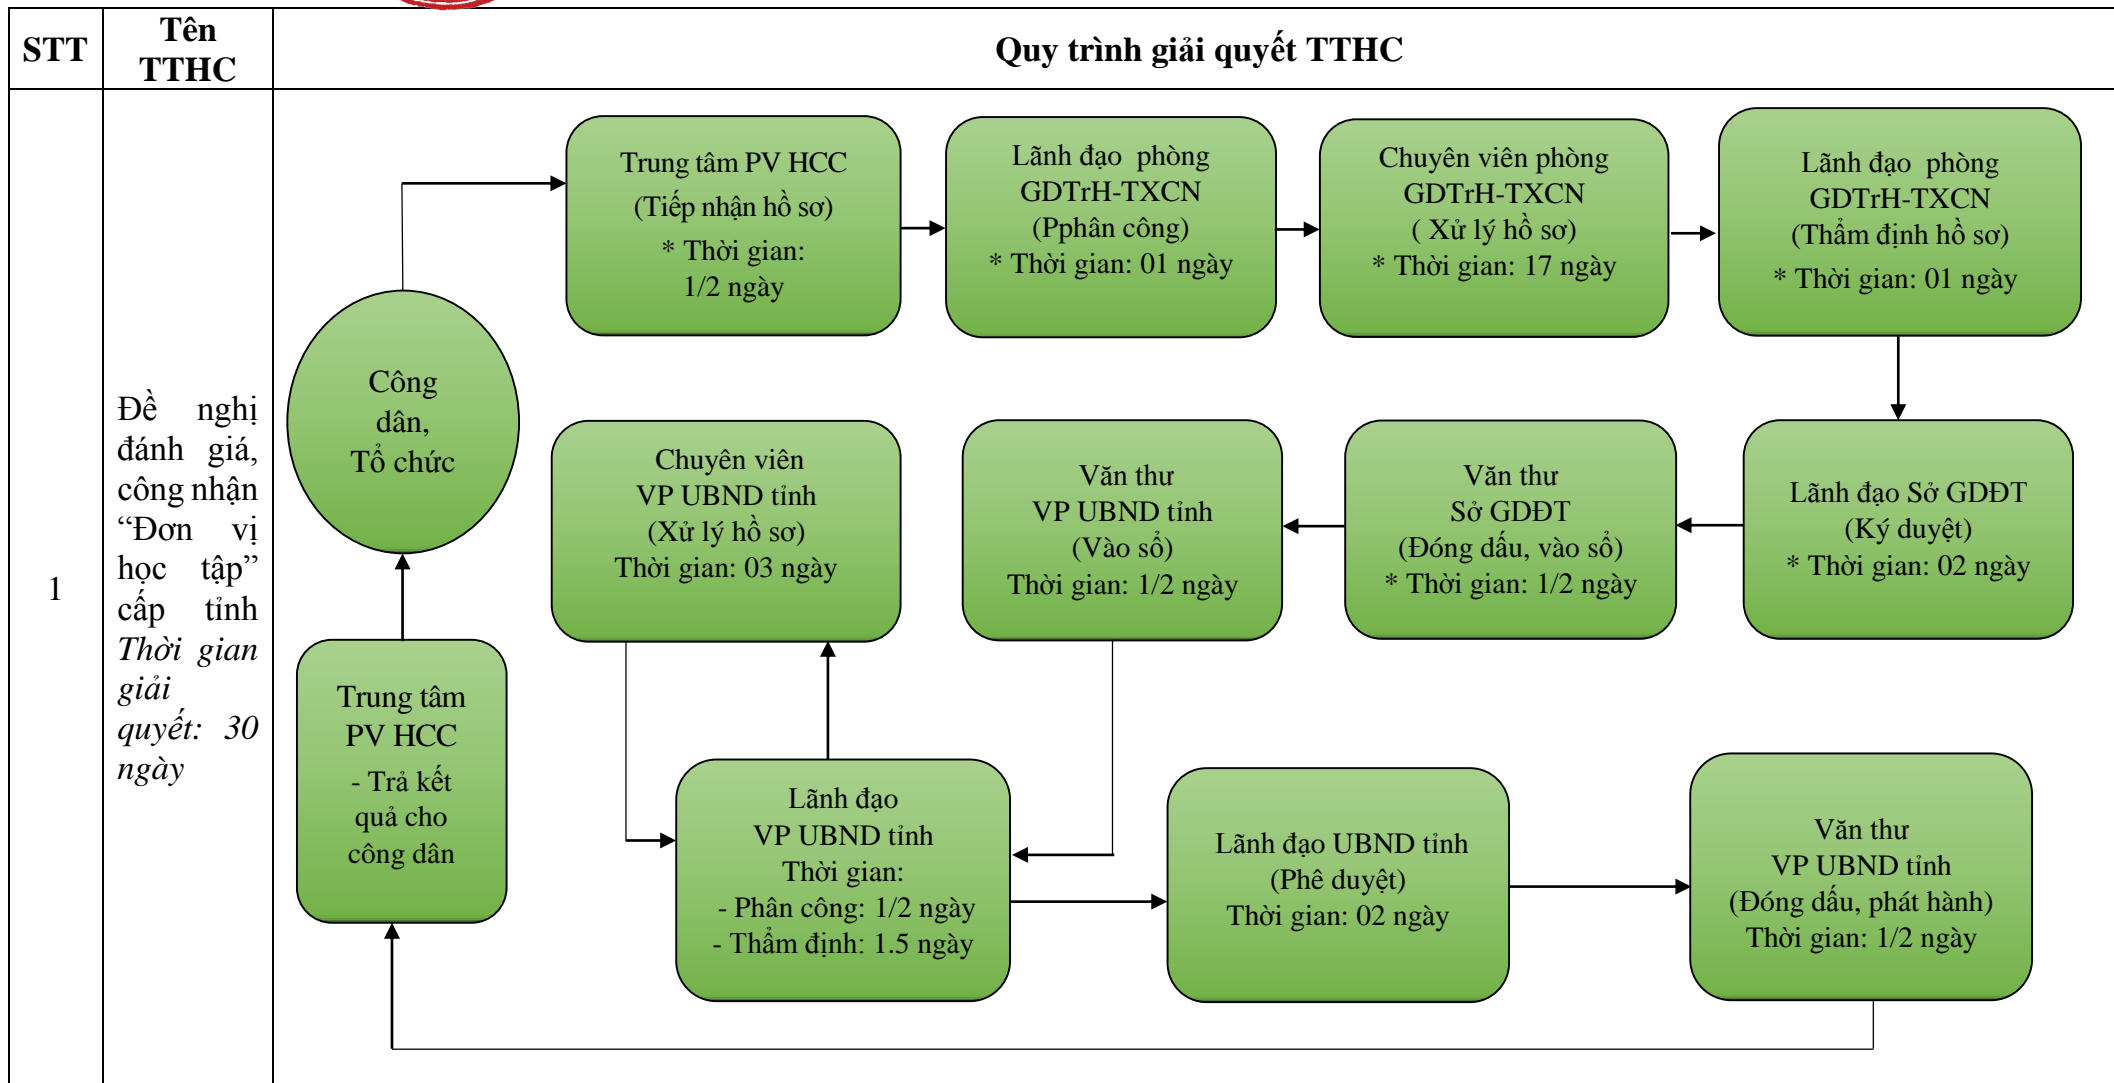 STT
Tên
TTHC
Quy trình giải quyết TTHC
1
Đề nghị
đánh giá,
công nhận
“Đơn vị
học tập”
cấp tỉnh
Thời gian
giải
quyết: 30
ngày
Công
dân,
Tổ chức
Trung tâm PV HCC
(Tiếp nhận hồ sơ)
* Thời gian:
1/2 ngày
Lãnh đạo phòng
GDTrH-TXCN
(Pphân công)
* Thời gian: 01 ngày
Chuyên viên phòng
GDTrH-TXCN
( Xử lý hồ sơ)
* Thời gian: 17 ngày
Lãnh đạo phòng
GDTrH-TXCN
(Thẩm định hồ sơ)
* Thời gian: 01 ngày
Lãnh đạo Sở GDĐT
(Ký duyệt)
* Thời gian: 02 ngày
Văn thư
Sở GDĐT
(Đóng dấu, vào sổ)
* Thời gian: 1/2 ngày
Văn thư
VP UBND tỉnh
(Vào sổ)
Thời gian: 1/2 ngày
Chuyên viên
VP UBND tỉnh
(Xử lý hồ sơ)
Thời gian: 03 ngày
Lãnh đạo
VP UBND tỉnh
Thời gian:
- Phân công: 1/2 ngày
- Thẩm định: 1.5 ngày
Lãnh đạo UBND tỉnh
(Phê duyệt)
Thời gian: 02 ngày
Văn thư
VP UBND tỉnh
(Đóng dấu, phát hành)
Thời gian: 1/2 ngày
Trung tâm
PV HCC
- Trả kết
quả cho
công dân